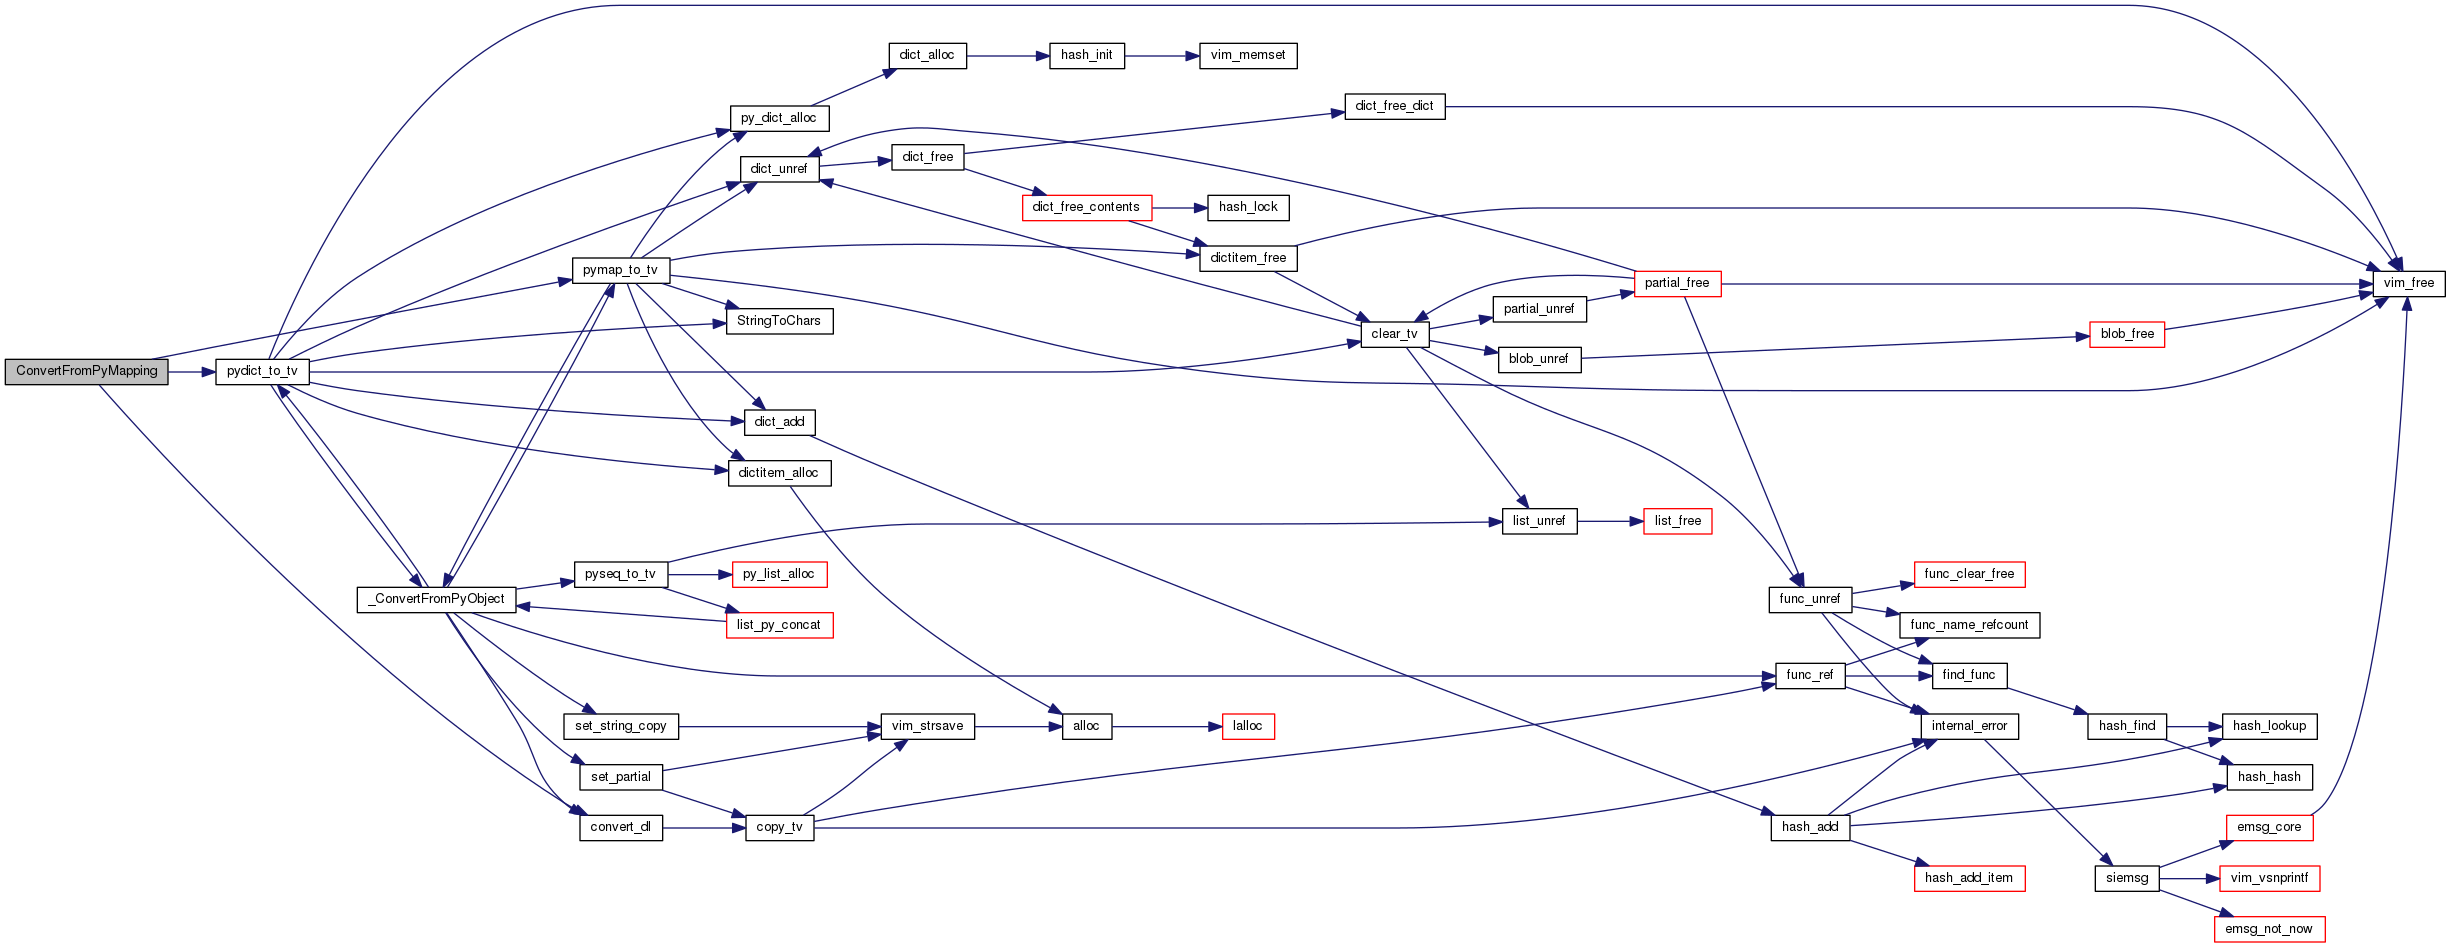 dict_alloc
hash_init
vim_memset
dict_free_dict
py_dict_alloc
dict_free
dict_unref
dict_free_contents
hash_lock
dictitem_free
pymap_to_tv
partial_free
vim_free
partial_unref
StringToChars
clear_tv
blob_free
blob_unref
ConvertFromPyMapping
pydict_to_tv
dict_add
dictitem_alloc
list_unref
list_free
pyseq_to_tv
py_list_alloc
func_clear_free
_ConvertFromPyObject
func_unref
list_py_concat
func_name_refcount
func_ref
find_func
set_string_copy
vim_strsave
alloc
lalloc
internal_error
hash_find
hash_lookup
set_partial
hash_hash
convert_dl
copy_tv
hash_add
emsg_core
hash_add_item
siemsg
vim_vsnprintf
emsg_not_now